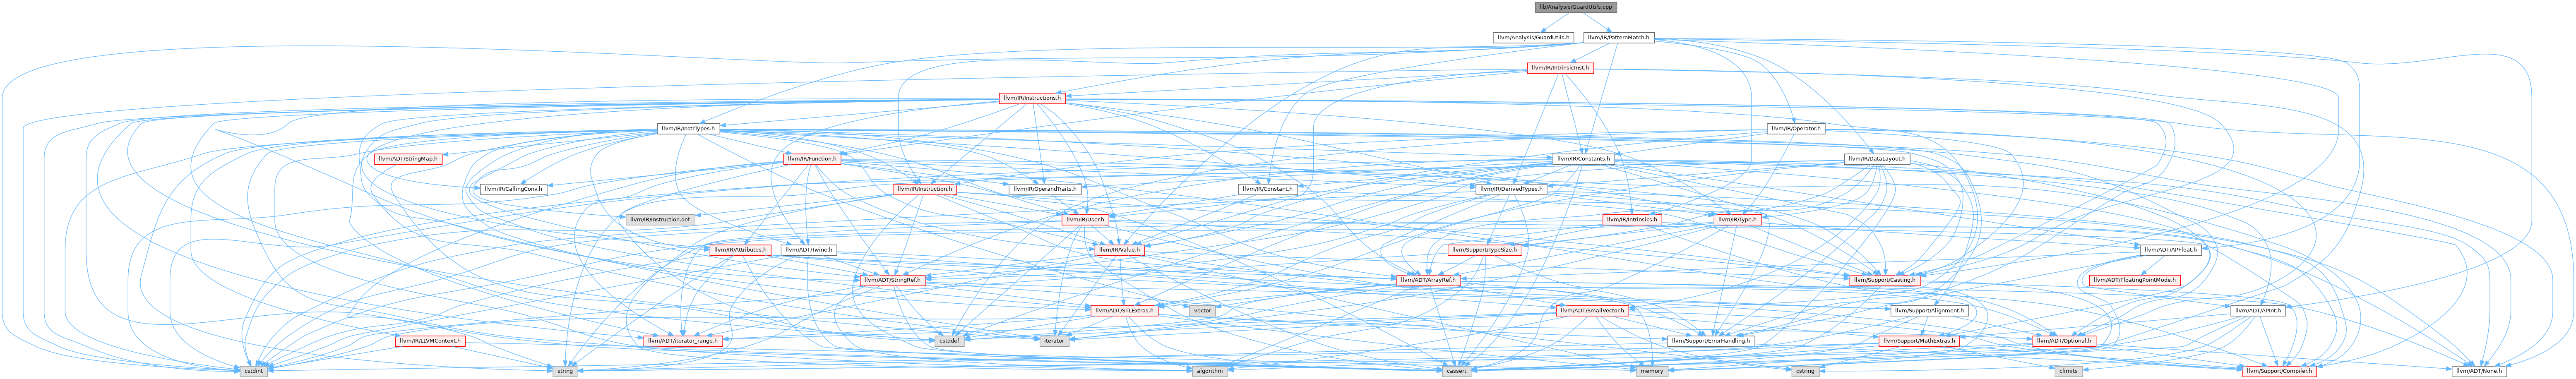 lib/Analysis/GuardUtils.cpp
llvm/Analysis/GuardUtils.h
llvm/IR/PatternMatch.h
llvm/IR/IntrinsicInst.h
llvm/IR/Instructions.h
llvm/IR/InstrTypes.h
llvm/IR/Operator.h
llvm/ADT/StringMap.h
llvm/IR/Function.h
llvm/IR/Constants.h
llvm/IR/DataLayout.h
llvm/IR/CallingConv.h
llvm/IR/Instruction.h
llvm/IR/OperandTraits.h
llvm/IR/Constant.h
llvm/IR/DerivedTypes.h
llvm/IR/Instruction.def
llvm/IR/User.h
llvm/IR/Intrinsics.h
llvm/IR/Type.h
llvm/IR/Attributes.h
llvm/ADT/Twine.h
llvm/IR/Value.h
llvm/Support/TypeSize.h
llvm/ADT/APFloat.h
llvm/ADT/StringRef.h
llvm/ADT/ArrayRef.h
llvm/Support/Casting.h
llvm/ADT/FloatingPointMode.h
llvm/ADT/STLExtras.h
vector
llvm/ADT/SmallVector.h
llvm/Support/Alignment.h
llvm/ADT/APInt.h
llvm/IR/LLVMContext.h
llvm/ADT/iterator_range.h
cstddef
iterator
llvm/Support/ErrorHandling.h
llvm/Support/MathExtras.h
llvm/ADT/Optional.h
cstdint
string
algorithm
cassert
memory
cstring
climits
llvm/Support/Compiler.h
llvm/ADT/None.h